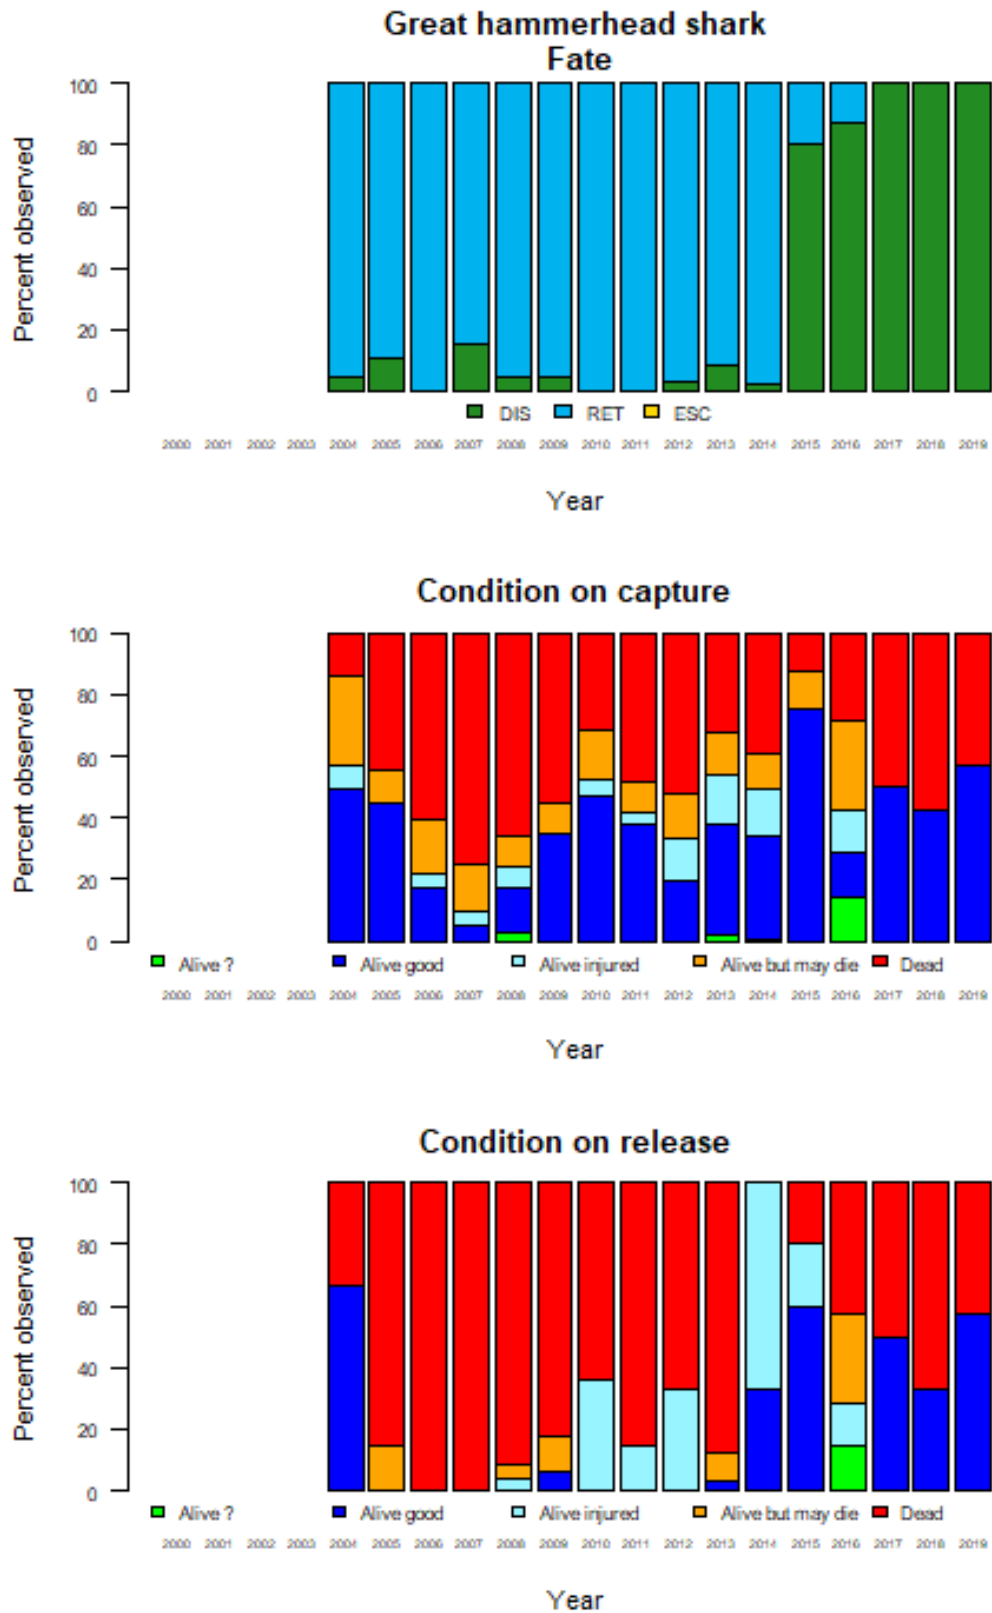 Great hammerhead shark
Fate
Percent observed
100
80
60
40
20
0
DIS RET ESC
2000 2001 2002 2003 2004 2005 2006 2007 2008 2009 2010 2011 2012 2013 2014 2015 2016 2017 2018 2019
Year
Condition on capture
Percent observed
100
80
60
40
20
0
Alive ? Alive good Alive injured Alive but may die Dead
2000 2001 2002 2003 2004 2005 2006 2007 2008 2009 2010 2011 2012 2013 2014 2015 2016 2017 2018 2019
Year
Condition on release
Percent observed
100
80
60
40
20
0
Alive ? Alive good Alive injured Alive but may die Dead
2000 2001 2002 2003 2004 2005 2006 2007 2008 2009 2010 2011 2012 2013 2014 2015 2016 2017 2018 2019
Year